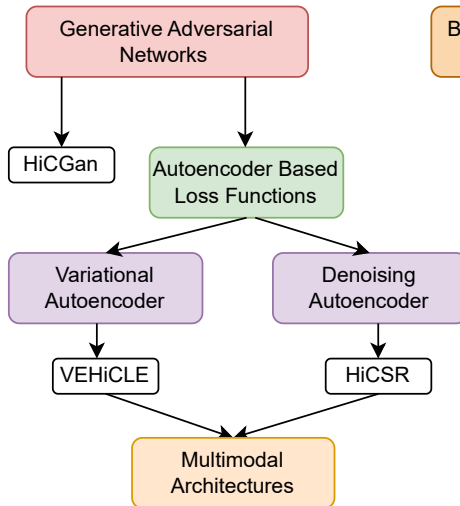 Generative Adversarial
Networks
B
HiCGan
Autoencoder Based
Loss Functions
Variational
Autoencoder
Denoising
Autoencoder
VEHiCLE
HiCSR
Multimodal
Architectures